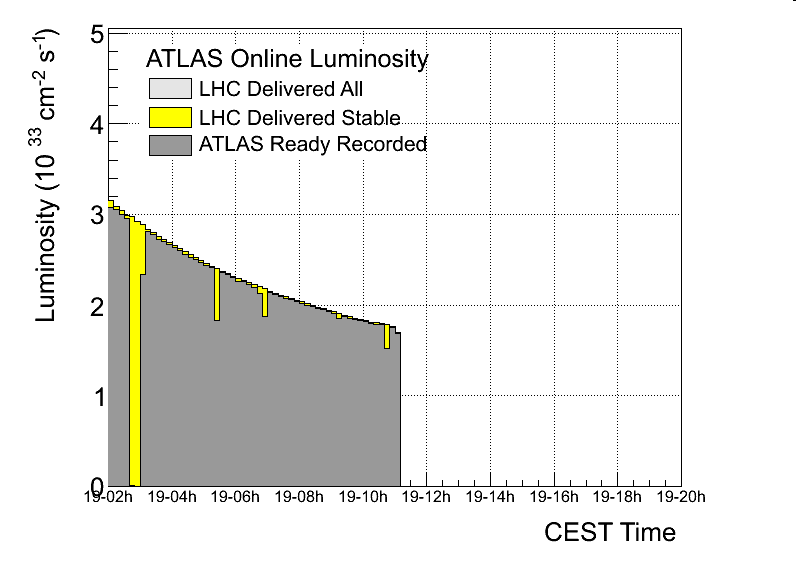 ATLAS Online Luminosity
LHC Delivered All
LHC Delivered Stable
ATLAS Ready Recorded
Luminosity (10 33 cm-2 s-1)
5
4
3
2
1
0
19-02h 19-04h 19-06h 19-08h 19-10h 19-12h 19-14h 19-16h 19-18h 19-20h
CEST Time